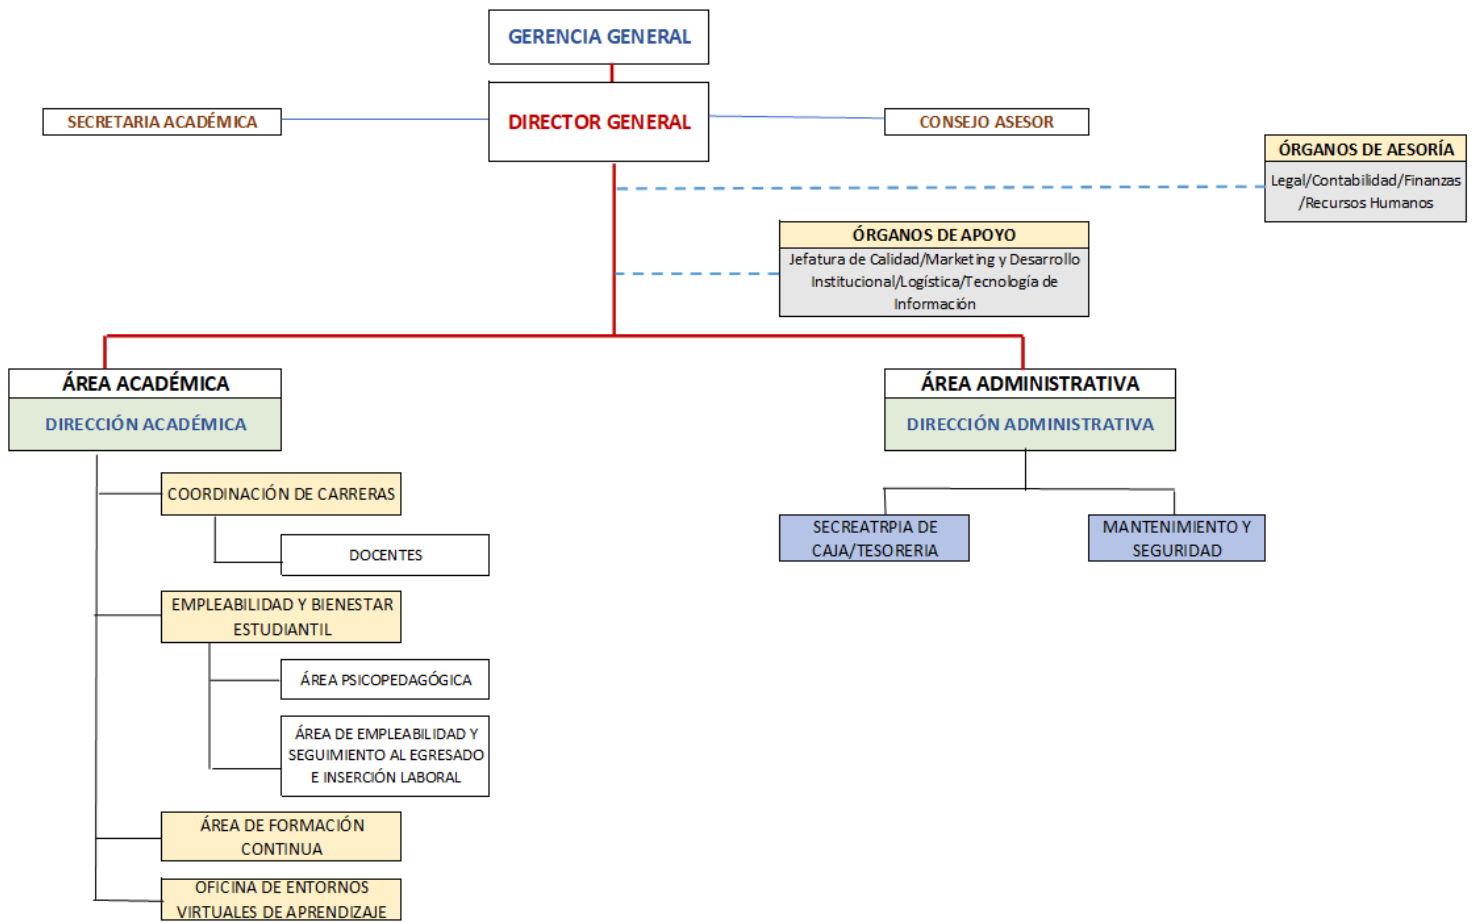 GERENCIA GENERAL
DIRECTOR GENERAL
SECRETARIA ACADÉMICA
CONSEJO ASESOR
ÓRGANOS DE AESORÍA
Legal/Contabilidad/Finanzas
/Recursos Humanos
ÓRGANOS DE APOYO
Jefatura de Calidad/Marketing y Desarrollo
Institucional/Logística/Tecnología de
Información
ÁREA ACADÉMICA
DIRECCIÓN ACADÉMICA
COORDINACIÓN DE CARRERAS
DOCENTES
EMPLEABILIDAD Y BIENESTAR
ESTUDIANTIL
ÁREA PSICOPEDAGÓGICA
ÁREA DE EMPLEABILIDAD Y
SEGUIMIENTO AL EGRESADO
E INSERCIÓN LABORAL
ÁREA DE FORMACIÓN
CONTINUA
OFICINA DE ENTORNOS
VIRTUALES DE APRENDIZAJE
ÁREA ADMINISTRATIVA
DIRECCIÓN ADMINISTRATIVA
SECREATRPIA DE
CAJA/TESORERIA
MANTENIMIENTO Y
SEGURIDAD